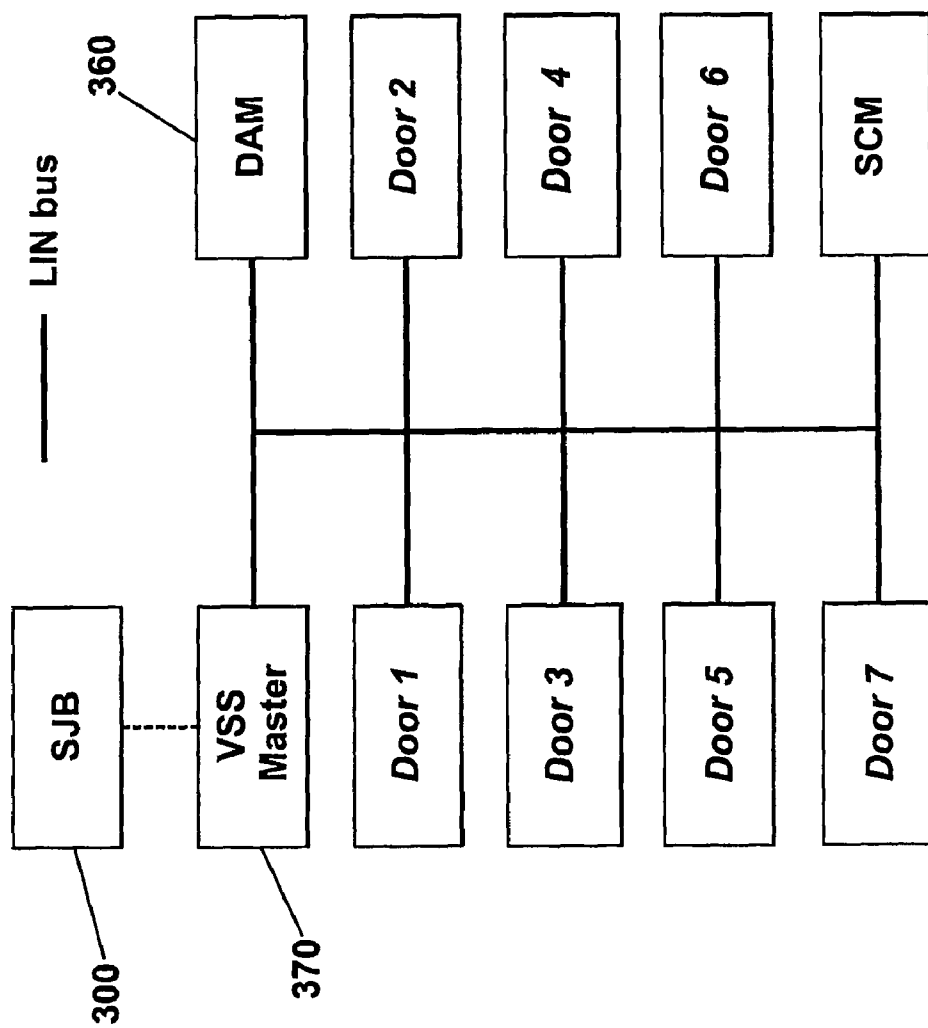 LIN bus
360
SJB
VSS
Master
DAM
Door 1
Door 2
Door 3
Door 4
Door 5
Door 6
Door 7
SCM
300
370